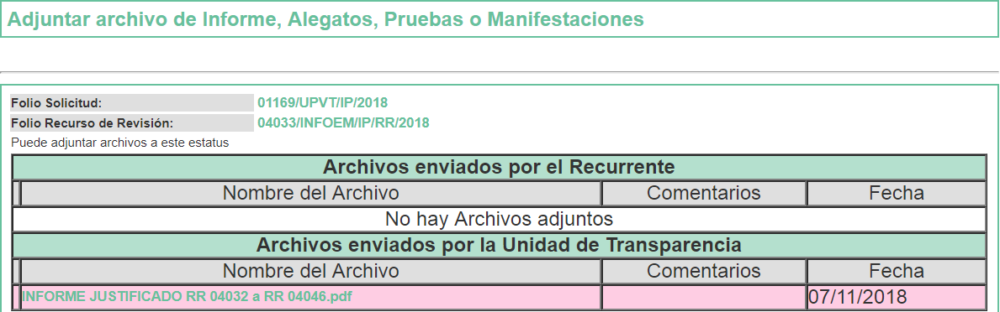 Adjuntar archivo de Informe, Alegatos, Pruebas o Manifestaciones
Folio Solicitud: 01169/UPVT/IP/2018
Folio Recurso de Revisión: 04033/INFOEM/IP/RR/2018
Puede adjuntar archivos a este estatus
Archivos enviados por el Recurrente
Nombre del Archivo Comentarios Fecha
No hay Archivos adjuntos
Archivos enviados por la Unidad de Transparencia
Nombre del Archivo Comentarios Fecha
INFORME JUSTIFICADO RR 04032 a RR 04046.pdf 07/11/2018